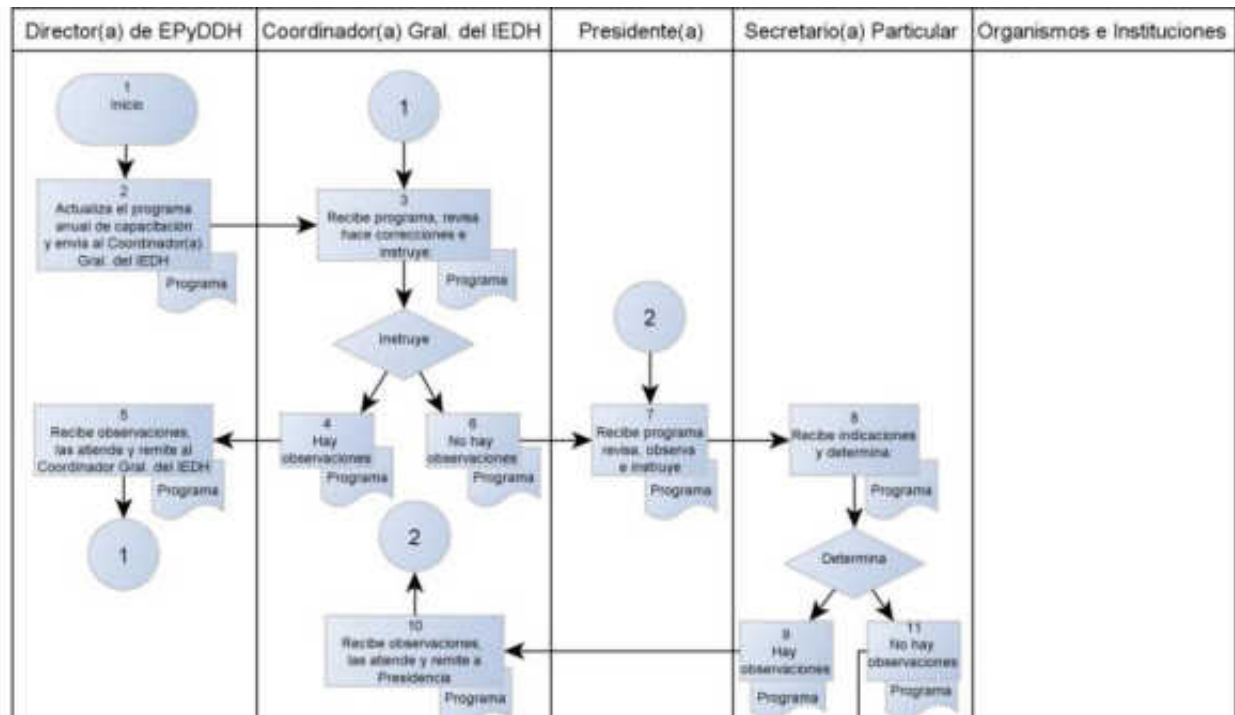 Director(a) de EPyDDH
Coordinador(a) Gral. del IEDH
Presidente(a)
Secretario(a) Particular
Organismos e Instituciones
1
Inicio
1
2
Actualiza el programa
anual de capacitación
y envía al Coordinador(a)
Gral. del IEDH
Programa
3
Recibe programa, revisa
hace correcciones e
instruye
Programa
Instruye
2
5
Recibe observaciones,
las atiende y remite al
Coordinador Gral. del IEDH
Programa
4
Hay
observaciones
Programa
6
No hay
observaciones
Programa
7
Recibe programa
revisa, observa
e instruye
Programa
8
Recibe indicaciones
y determina
Programa
1
2
Determina
10
Recibe observaciones,
las atiende y remite a
Presidencia
Programa
9
Hay
observaciones
Programa
11
No hay
observaciones
Programa